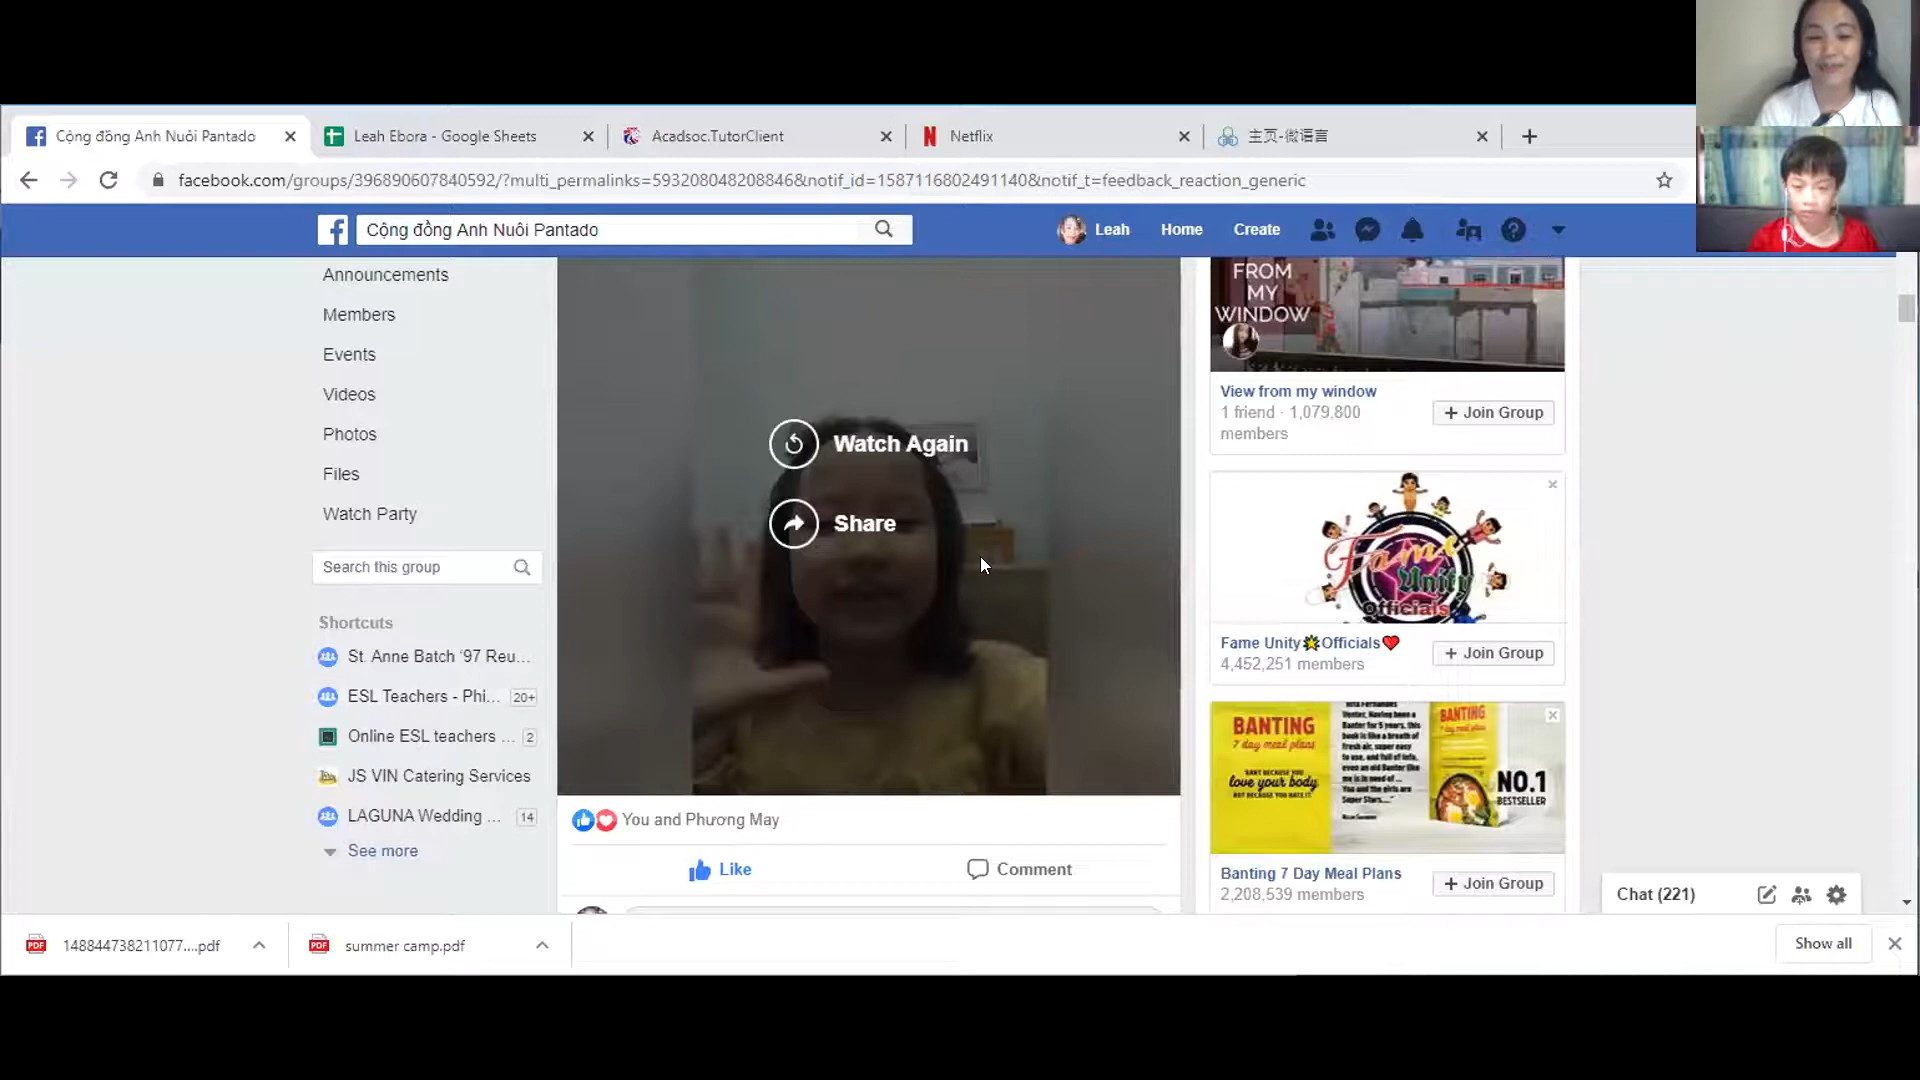 Cộng đồng Anh Nuôi Pantado
Leah Ebora - Google Sheets
Acadsoc.TutorClient
Netflix
主页-微语言
facebook.com/groups/396890607840592/?multi_permalinks=593208048208846&notif_id=1587116802491140&notif_t=feedback_reaction_generic
Cộng đồng Anh Nuôi Pantado
Leah
Home
Create
Announcements
Members
Events
Videos
Photos
Files
Watch Party
Search this group
Shortcuts
St. Anne Batch '97 Reu...
ESL Teachers - Phi... 20+
Online ESL teachers ... 2
JS VIN Catering Services
LAGUNA Wedding ... 14
See more
Watch Again
Share
You and Phương May
Like
Comment
FROM
MY
WINDOW
View from my window
1 friend · 1,079,800
members
+ Join Group
Fame
Unity
Officials
Fame Unity🌟Officials❤️
4,452,251 members
+ Join Group
BANTING
7 day meal plans
love your body
BANTING
NO.1
BESTSELLER
Banting 7 Day Meal Plans
2,208,539 members
+ Join Group
Chat (221)
148844738211077....pdf
summer camp.pdf
Show all